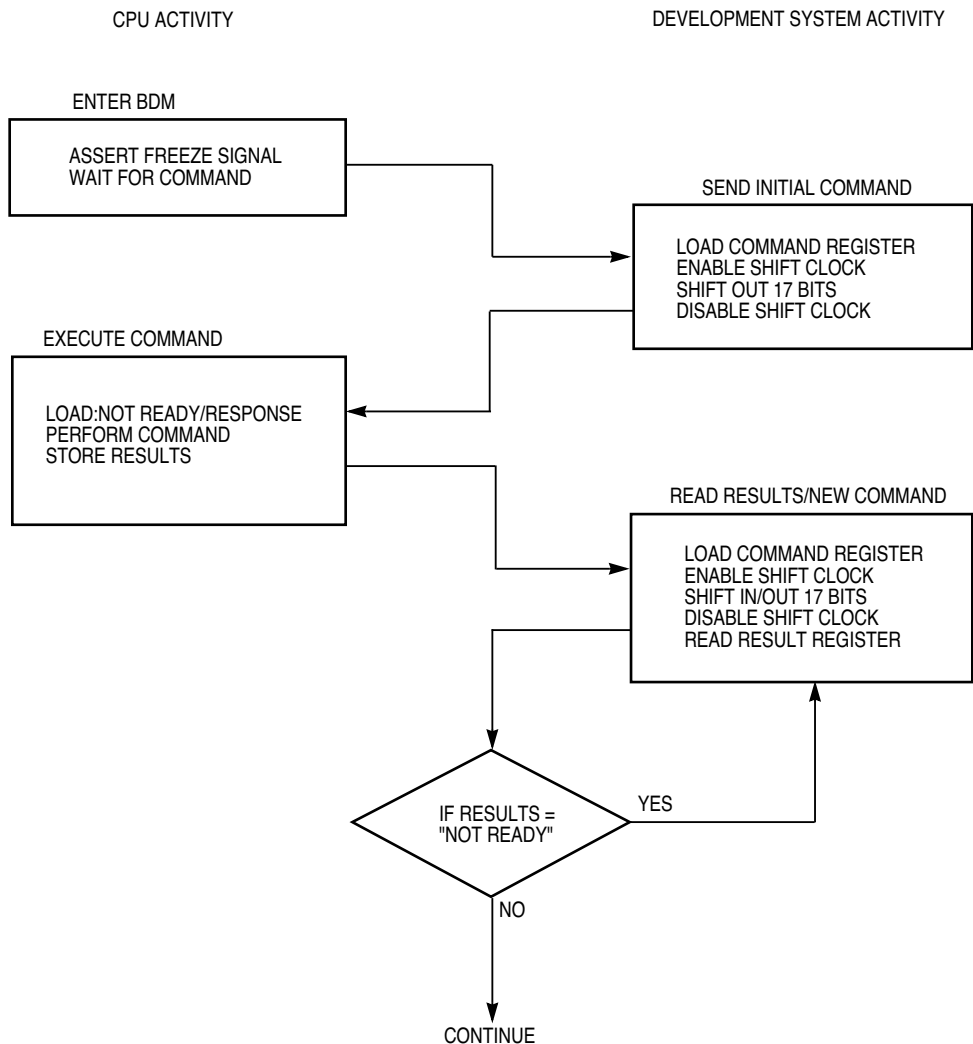 CPU ACTIVITY
DEVELOPMENT SYSTEM ACTIVITY
ENTER BDM
ASSERT FREEZE SIGNAL
WAIT FOR COMMAND
SEND INITIAL COMMAND
LOAD COMMAND REGISTER
ENABLE SHIFT CLOCK
SHIFT OUT 17 BITS
DISABLE SHIFT CLOCK
EXECUTE COMMAND
LOAD:NOT READY/RESPONSE
PERFORM COMMAND
STORE RESULTS
READ RESULTS/NEW COMMAND
LOAD COMMAND REGISTER
ENABLE SHIFT CLOCK
SHIFT IN/OUT 17 BITS
DISABLE SHIFT CLOCK
READ RESULT REGISTER
IF RESULTS =
"NOT READY"
YES
NO
CONTINUE